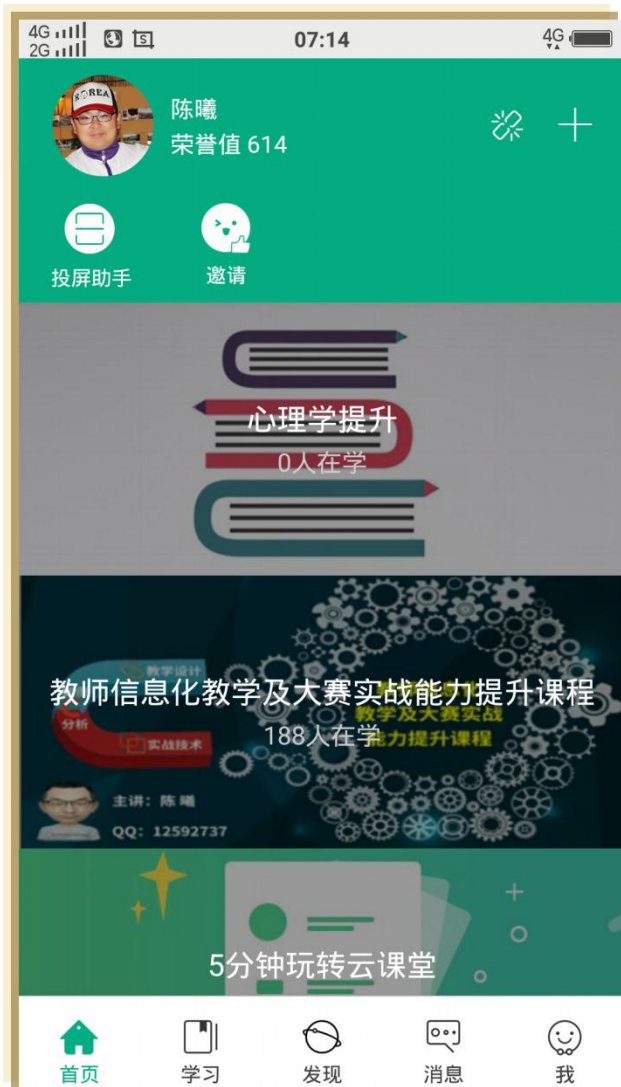 4G
2G
07:14
4G
KOREA
陈曦
荣誉值 614
投屏助手
邀请
心理学提升
0人在学
教学设计
教师信息化教学及大赛实战能力提升课程
分析
教学及大赛实战
188人在学
能力提升课程
实战技术
主讲：陈曦
QQ：12592737
5分钟玩转云课堂
首页
学习
发现
消息
我